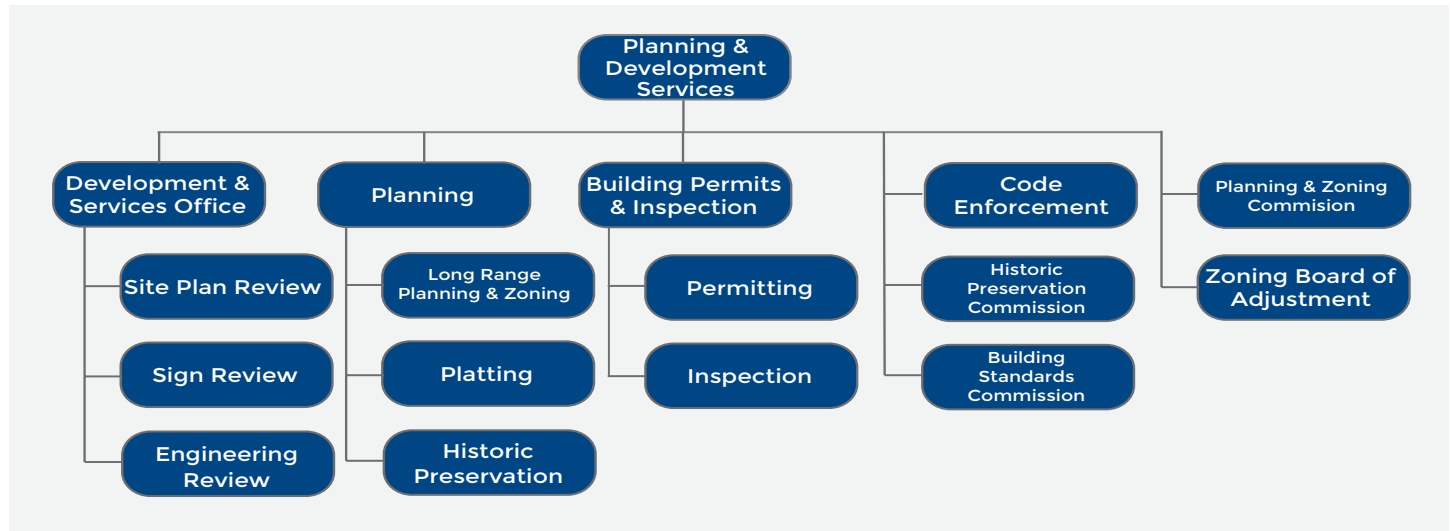 Planning &
Development
Services
Development &
Services Office
Site Plan Review
Sign Review
Engineering
Review
Planning
Long Range
Planning & Zoning
Platting
Historic
Preservation
Building Permits
& Inspection
Permitting
Inspection
Code
Enforcement
Historic
Preservation
Commission
Building
Standards
Commission
Planning & Zoning
Commision
Zoning Board of
Adjustment